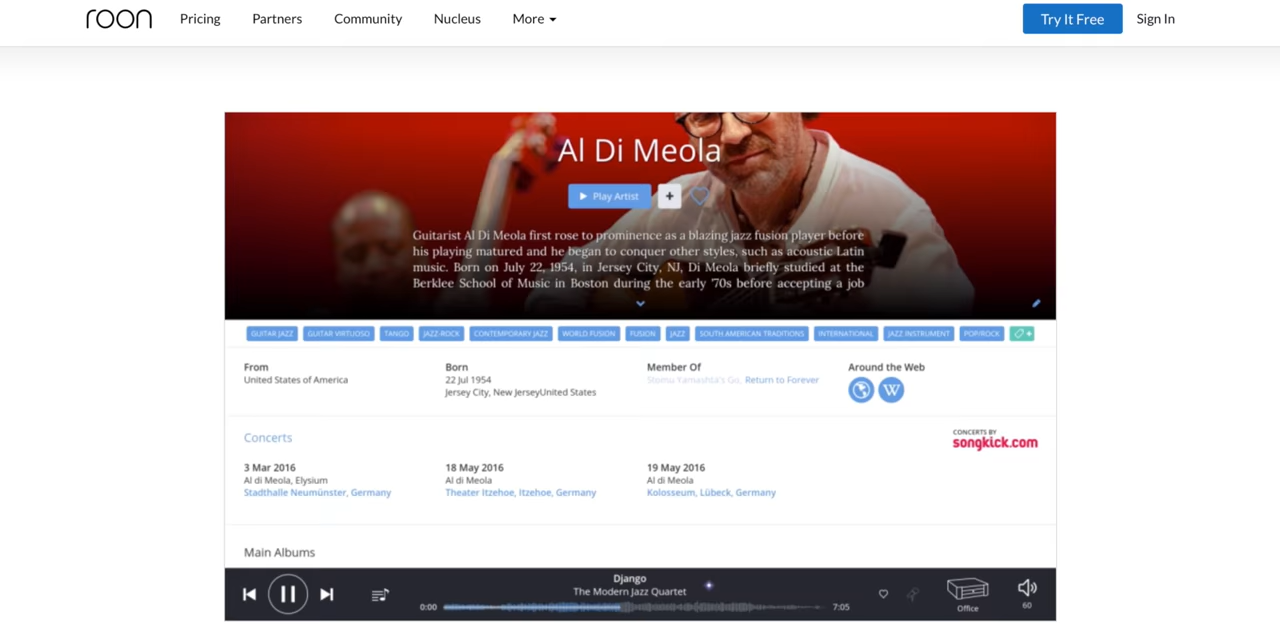 roon Pricing Partners Community Nucleus More Try It Free Sign In
Al Di Meola
Play Artist
Guitarist Al Di Meola first rose to prominence as a blazing jazz fusion player before
his playing matured and he began to conquer other styles, such as acoustic Latin
music. Born on July 22, 1954, in Jersey City, NJ, Di Meola briefly studied at the
Berklee School of Music in Boston during the early '70s before accepting a job
GUITAR JAZZ GUITAR VIRTUOSO TANGO JAZZ-ROCK CONTEMPORARY JAZZ WORLD FUSION FUSION JAZZ SOUTH AMERICAN TRADITIONS INTERNATIONAL JAZZ INSTRUMENT POP/ROCK
From Born Member Of Around the Web
United States of America 22 Jul 1954 Stomu Yamashta's Go, Return to Forever
Jersey City, New JerseyUnited States
W
Concerts CONCERTS BY
songkick.com
3 Mar 2016 18 May 2016 19 May 2016
Al di Meola, Elysium Al di Meola Al di Meola
Stadthalle Neumünster, Germany Theater Itzehoe, Itzehoe, Germany Kolosseum, Lübeck, Germany
Main Albums
Django
The Modern Jazz Quartet
0:00 7:05 Office 60